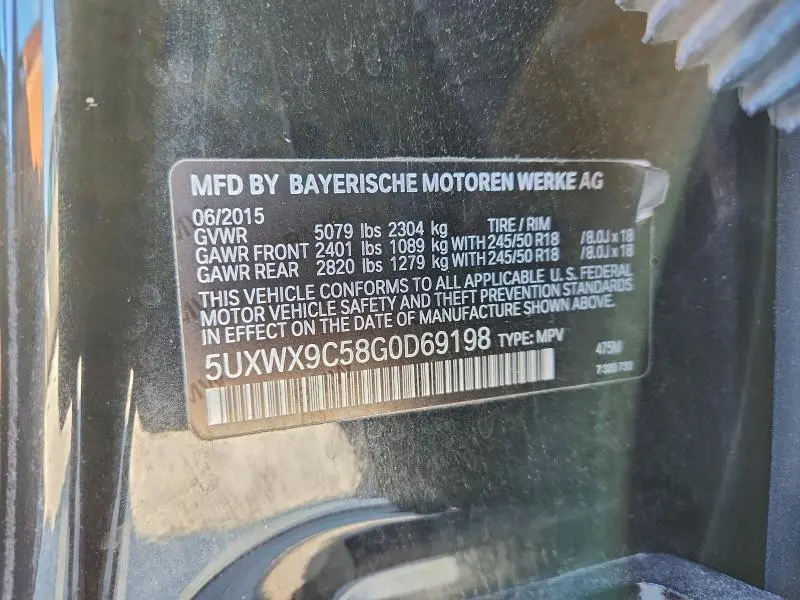 MFD BY BAYERISCHE MOTOREN WERKE AG
06/2015 TIRE / RIM
GVWR 5079 lbs 2304 kg
GAWR FRONT 2401 lbs 1089 kg WITH 245/50 R18 /8.0J x 18
GAWR REAR 2820 lbs 1279 kg WITH 245/50 R18 /8.0J x 18
THIS VEHICLE CONFORMS TO ALL APPLICABLE U. S. FEDERAL
MOTOR VEHICLE SAFETY AND THEFT PREVENTION STANDARDS
IN EFFECT ON THE DATE OF MANUFACTURE SHOWN ABOVE.
5UXWX9C58G0D69198 TYPE: MPV 475M